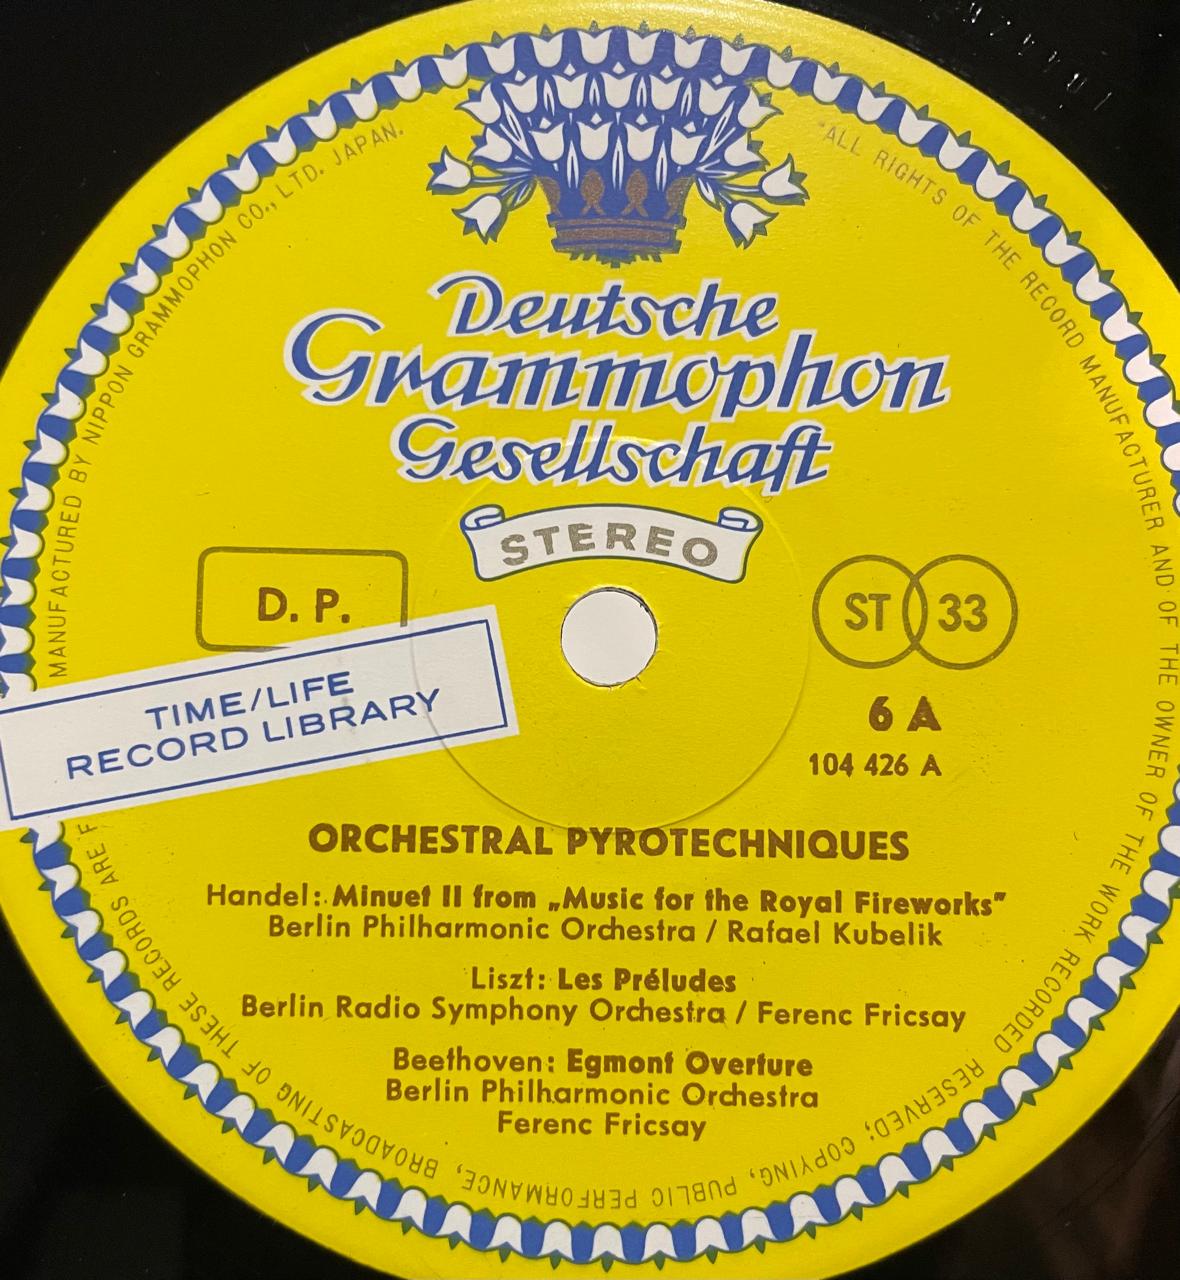 Deutsche
Grammophon
Gesellschaft
STEREO
D. P.
ST 33
TIME/LIFE
RECORD LIBRARY
6 A
104 426 A
ORCHESTRAL PYROTECHNIQUES
Handel: Minuet II from „Music for the Royal Fireworks"
Berlin Philharmonic Orchestra / Rafael Kubelik
Liszt: Les Préludes
Berlin Radio Symphony Orchestra / Ferenc Fricsay
Beethoven: Egmont Overture
Berlin Philharmonic Orchestra
Ferenc Fricsay
"ALL RIGHTS OF THE RECORD MANUFACTURER AND OF THE OWNER OF THE WORK RECORDED RESERVED; COPYING, PUBLIC PERFORMANCE, BROADCASTING OF THESE RECORDS ARE
MANUFACTURED BY NIPPON GRAMMOPHON CO., LTD. JAPAN.